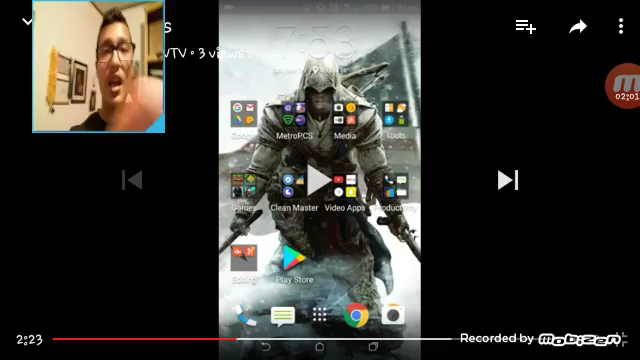 s
VTV • 3 views
7:53
02:01
Google
MetroPCS
Media
Tools
Games
Clean Master
Video Apps
Productivity
Editing
Play Store
2:23
Recorded by Mobizen